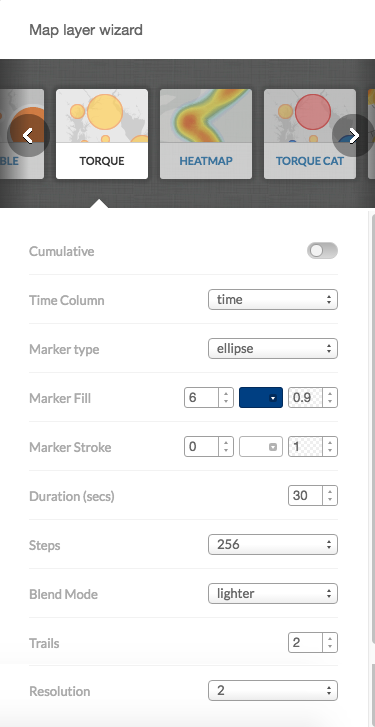 Map layer wizard
BLE TORQUE HEATMAP TORQUE CAT
Cumulative
Time Column time
Marker type ellipse
Marker Fill 6 0.9
Marker Stroke 0 1
Duration (secs) 30
Steps 256
Blend Mode lighter
Trails 2
Resolution 2